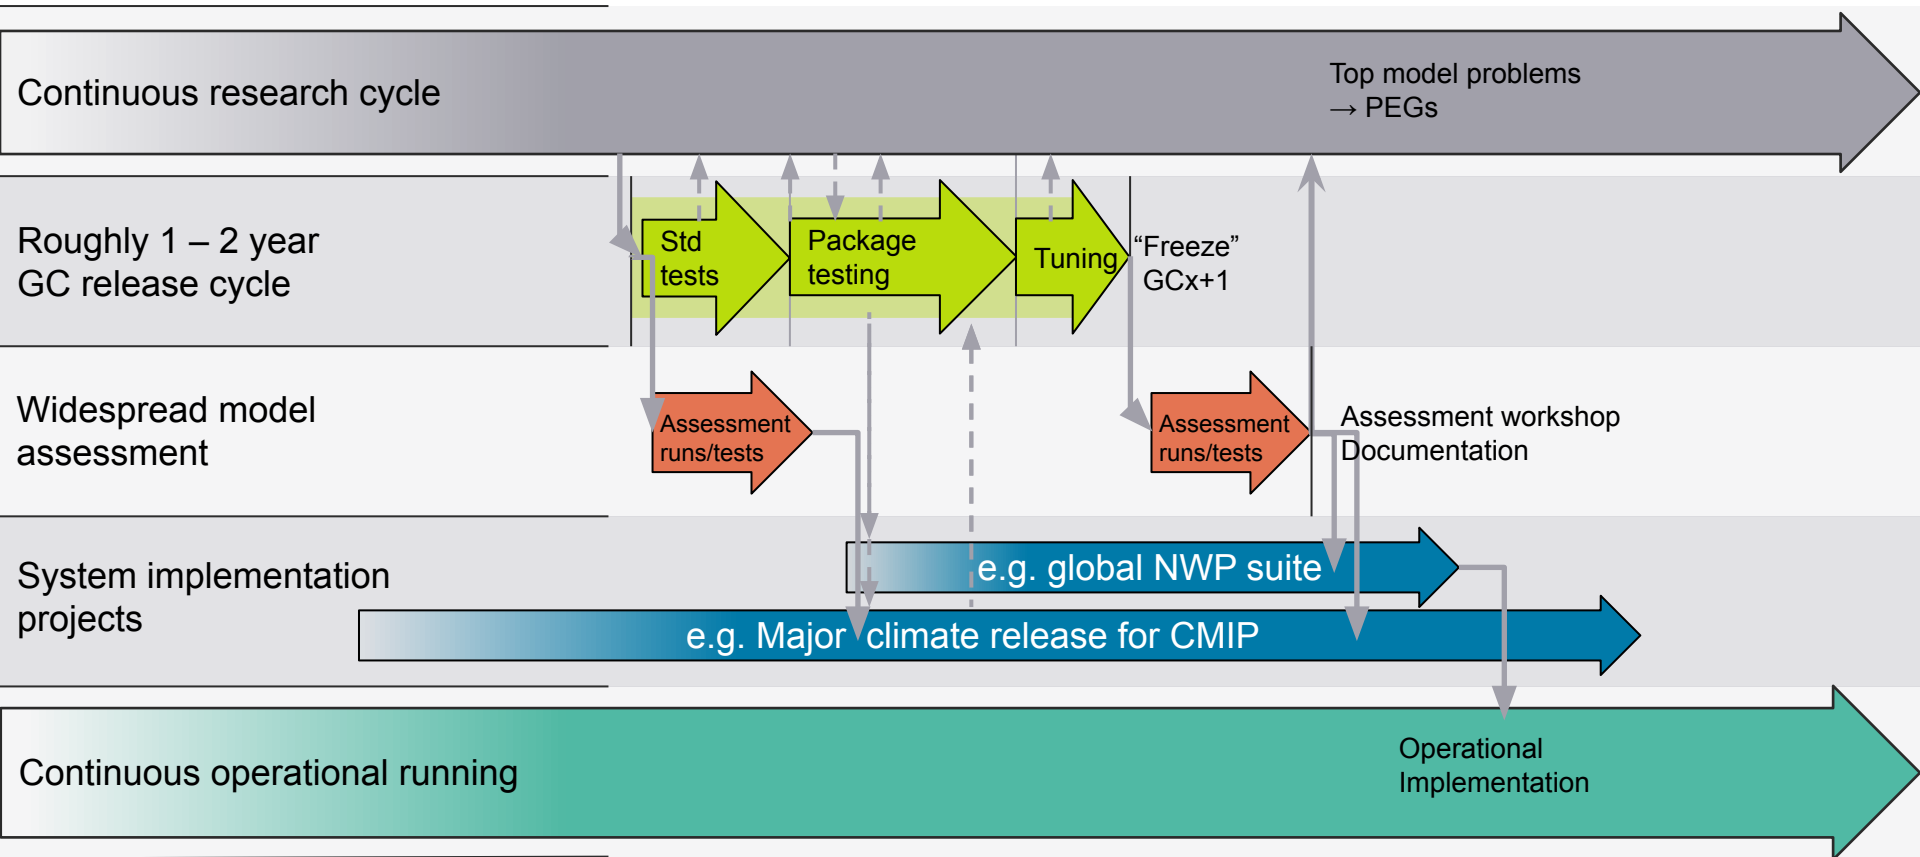 Continuous research cycle
Top model problems
→ PEGs
Roughly 1 – 2 year
GC release cycle
Std
tests
Package
testing
Tuning
“Freeze”
GCx+1
Widespread model
assessment
Assessment
runs/tests
Assessment
runs/tests
Assessment workshop
Documentation
System implementation
projects
e.g. global NWP suite
e.g. Major climate release for CMIP
Continuous operational running
Operational
Implementation